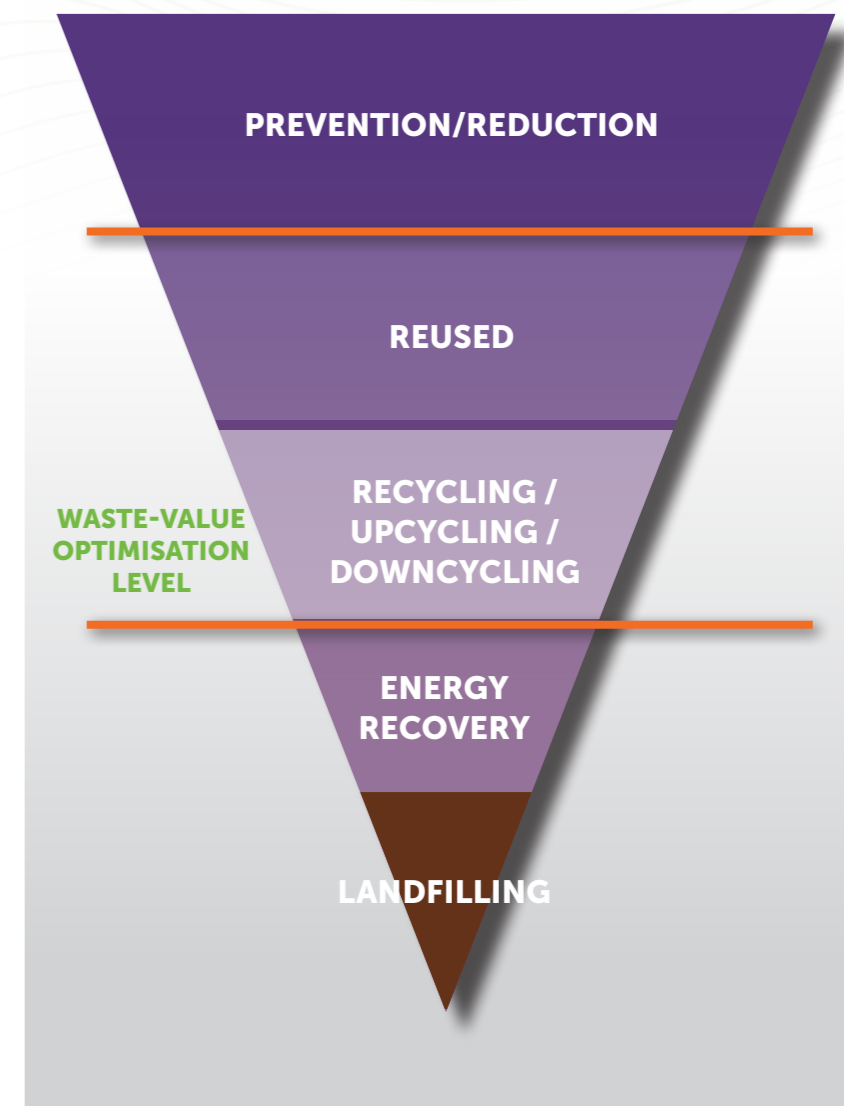 PREVENTION/REDUCTION
REUSED
RECYCLING /
UPCYCLING /
DOWNCYCLING
WASTE-VALUE
OPTIMISATION
LEVEL
ENERGY
RECOVERY
LANDFILLING